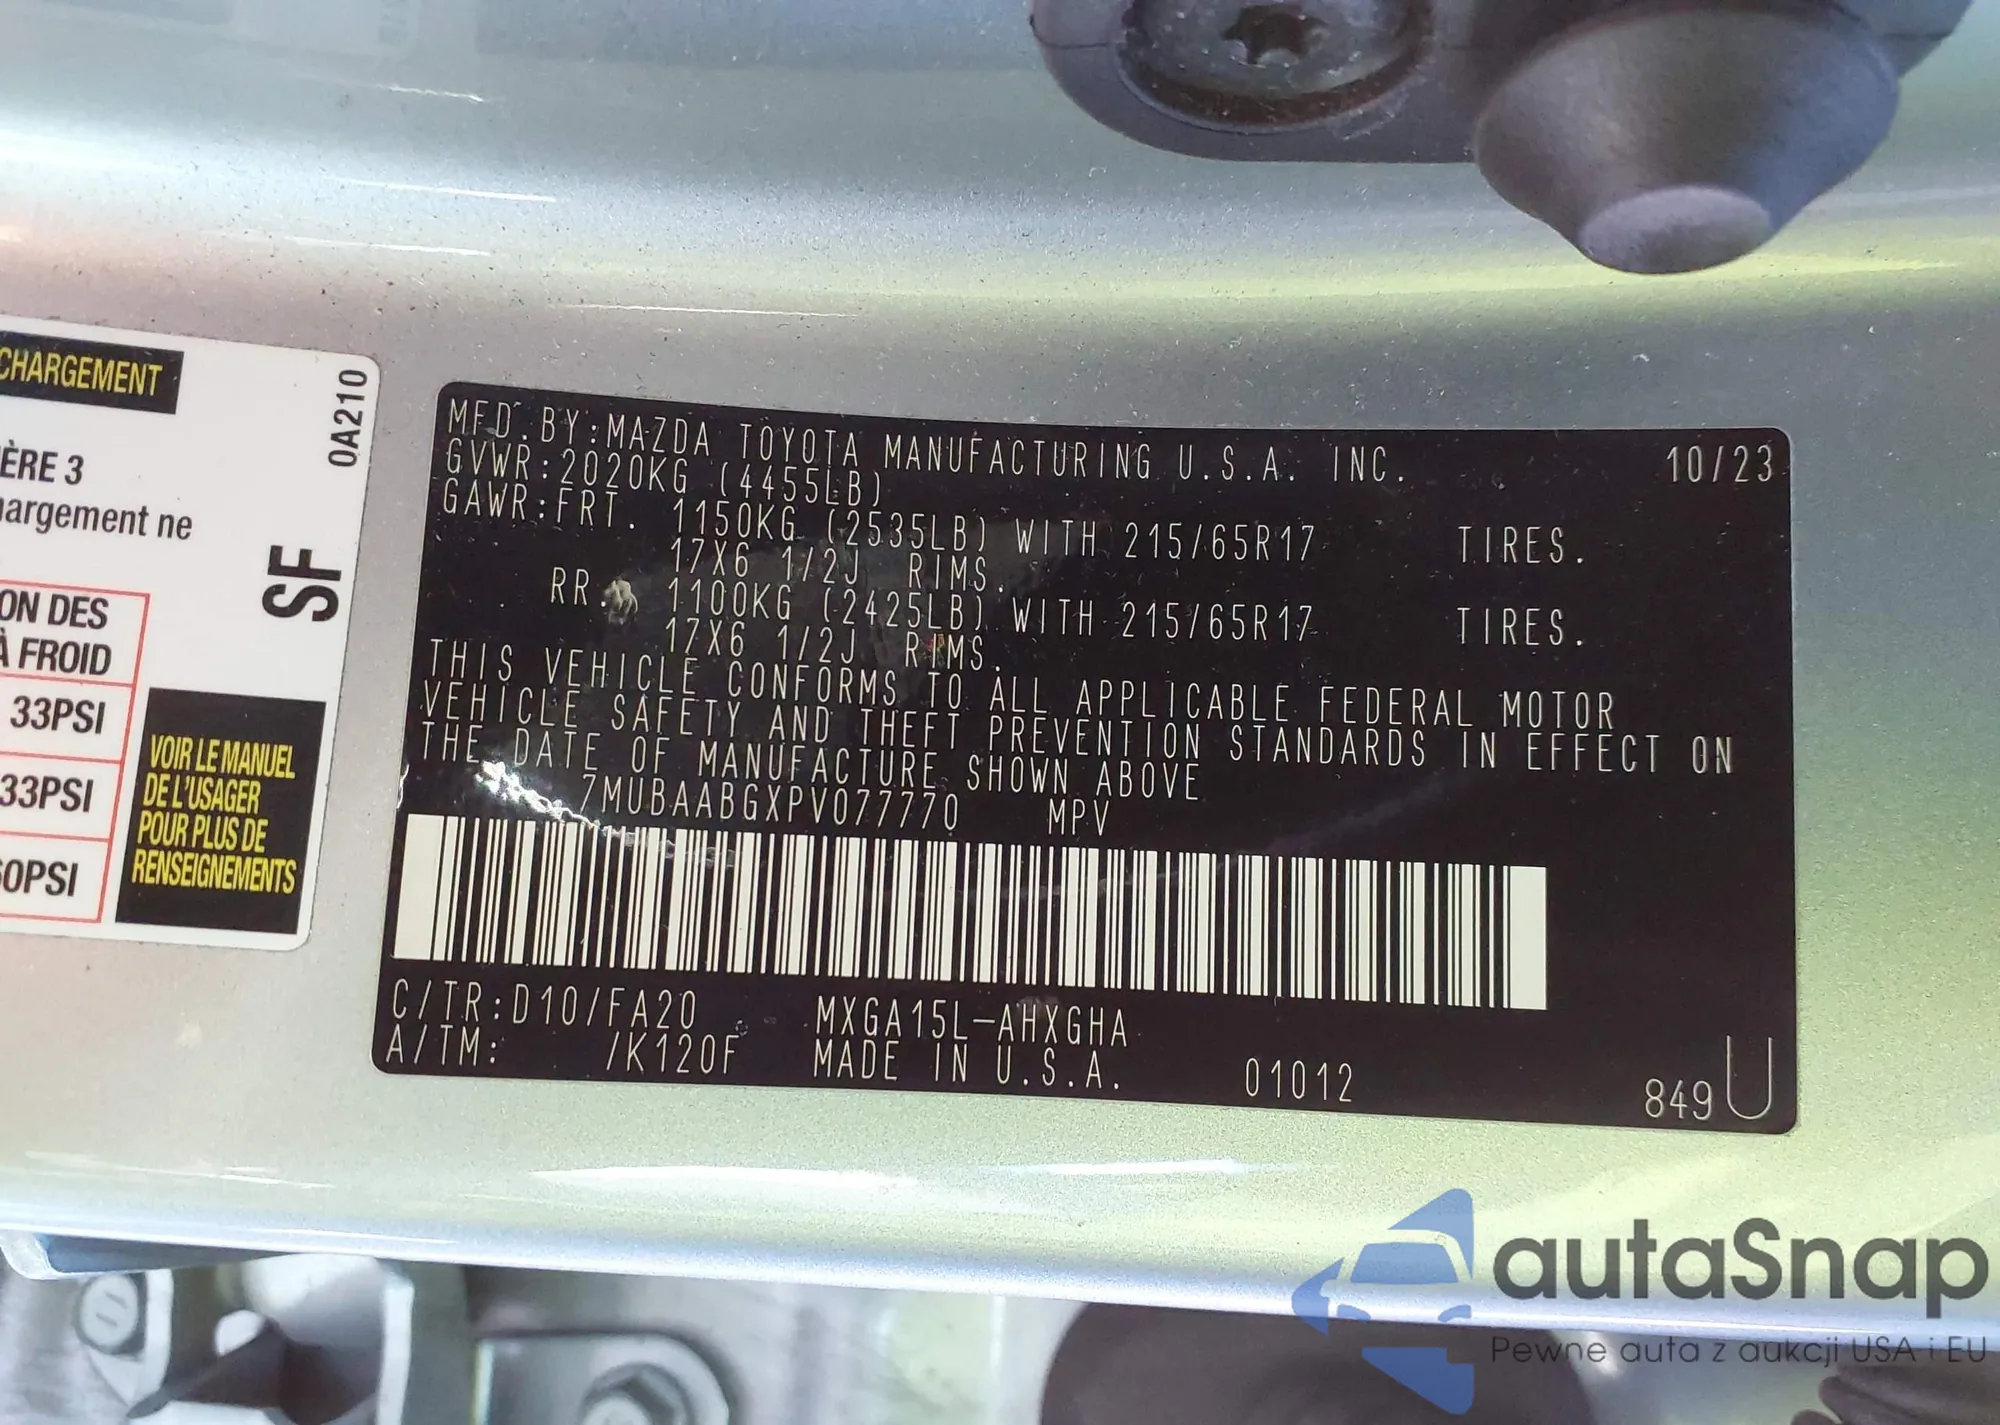 CHARGEMENT
0A210
ÈRE 3
argement ne
SF
ON DES
À FROID
33PSI
33PSI
60PSI
VOIR LE MANUEL
DE L'USAGER
POUR PLUS DE
RENSEIGNEMENTS
MFD. BY:MAZDA TOYOTA MANUFACTURING U.S.A. INC. 10/23
GVWR:2020KG (4455LB)
GAWR:FRT. 1150KG (2535LB) WITH 215/65R17 TIRES.
17X6 1/2J RIMS.
RR. 1100KG (2425LB) WITH 215/65R17 TIRES.
17X6 1/2J RIMS.
THIS VEHICLE CONFORMS TO ALL APPLICABLE FEDERAL MOTOR
VEHICLE SAFETY AND THEFT PREVENTION STANDARDS IN EFFECT ON
THE DATE OF MANUFACTURE SHOWN ABOVE
7MUBAABGXPV077770 MPV
C/TR:D10/FA20 MXGA15L-AHXGHA
A/TM: /K120F MADE IN U.S.A. 01012 849U
autaSnap
Pewne auta z aukcji USA i EU